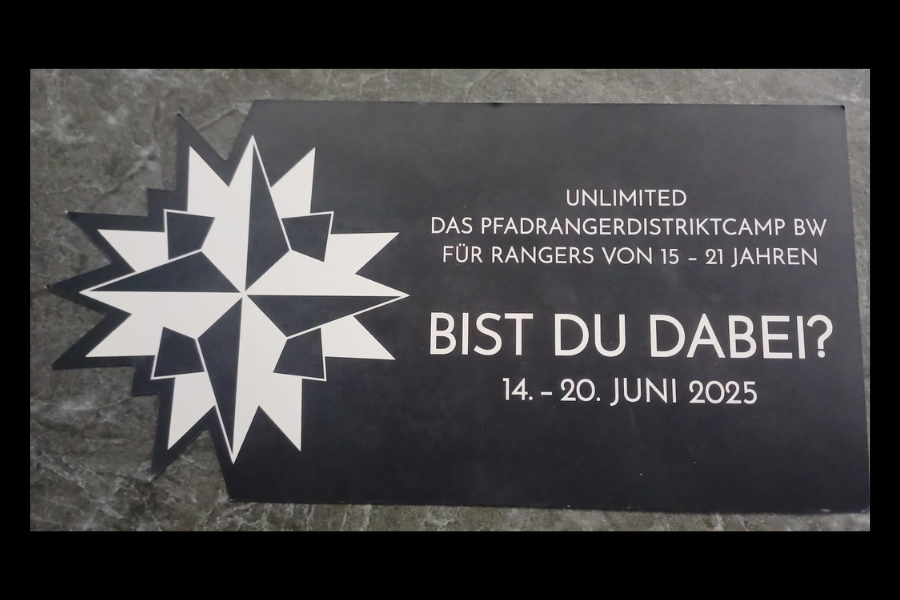 UNLIMITED
DAS PFADRANGERDISTRIKTCAMP BW
FÜR RANGERS VON 15 – 21 JAHREN
BIST DU DABEI?
14. – 20. JUNI 2025